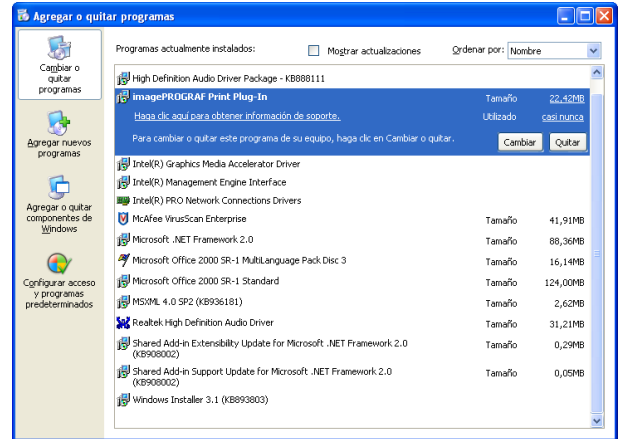 Agregar o quitar programas
Cambiar o
quitar
programas
Agregar nuevos
programas
Agregar o quitar
componentes de
Windows
Configurar acceso
y programas
predeterminados
Programas actualmente instalados: Mostrar actualizaciones Ordenar por: Nombre
High Definition Audio Driver Package - KB888111
imagePROGRAF Print Plug-In Tamaño 22,42MB
Haga clic aquí para obtener información de soporte. Utilizado casi nunca
Para cambiar o quitar este programa de su equipo, haga clic en Cambiar o quitar. Cambiar Quitar
Intel(R) Graphics Media Accelerator Driver
Intel(R) Management Engine Interface
Intel(R) PRO Network Connections Drivers
McAfee VirusScan Enterprise Tamaño 41,91MB
Microsoft .NET Framework 2.0 Tamaño 88,36MB
Microsoft Office 2000 SR-1 MultiLanguage Pack Disc 3 Tamaño 16,14MB
Microsoft Office 2000 SR-1 Standard Tamaño 124,00MB
MSXML 4.0 SP2 (KB936181) Tamaño 2,62MB
Realtek High Definition Audio Driver Tamaño 31,21MB
Shared Add-in Extensibility Update for Microsoft .NET Framework 2.0 Tamaño 0,29MB
(KB908002)
Shared Add-in Support Update for Microsoft .NET Framework 2.0 Tamaño 0,05MB
(KB908002)
Windows Installer 3.1 (KB893803)